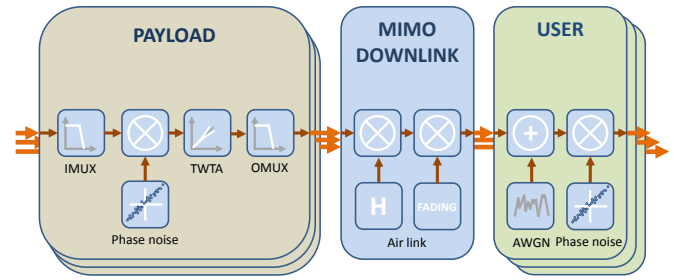 PAYLOAD
MIMO
DOWNLINK
USER
IMUX
TWTA
OMUX
Phase noise
H
FADING
Air link
AWGN
Phase noise